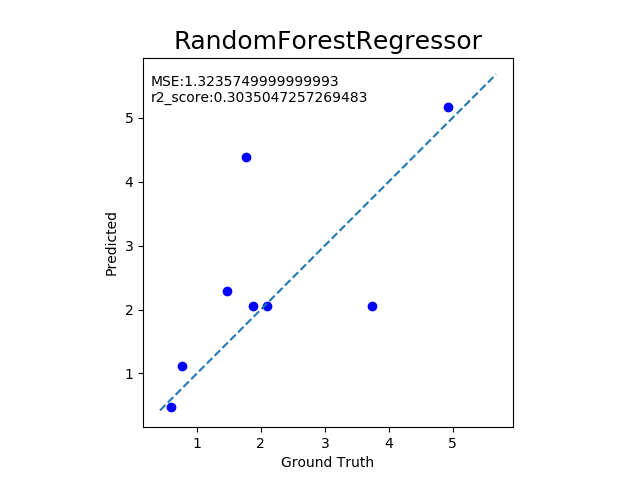 RandomForestRegressor
MSE:1.3235749999999993
r2_score:0.3035047257269483
5
4
3
2
1
Predicted
1 2 3 4 5
Ground Truth